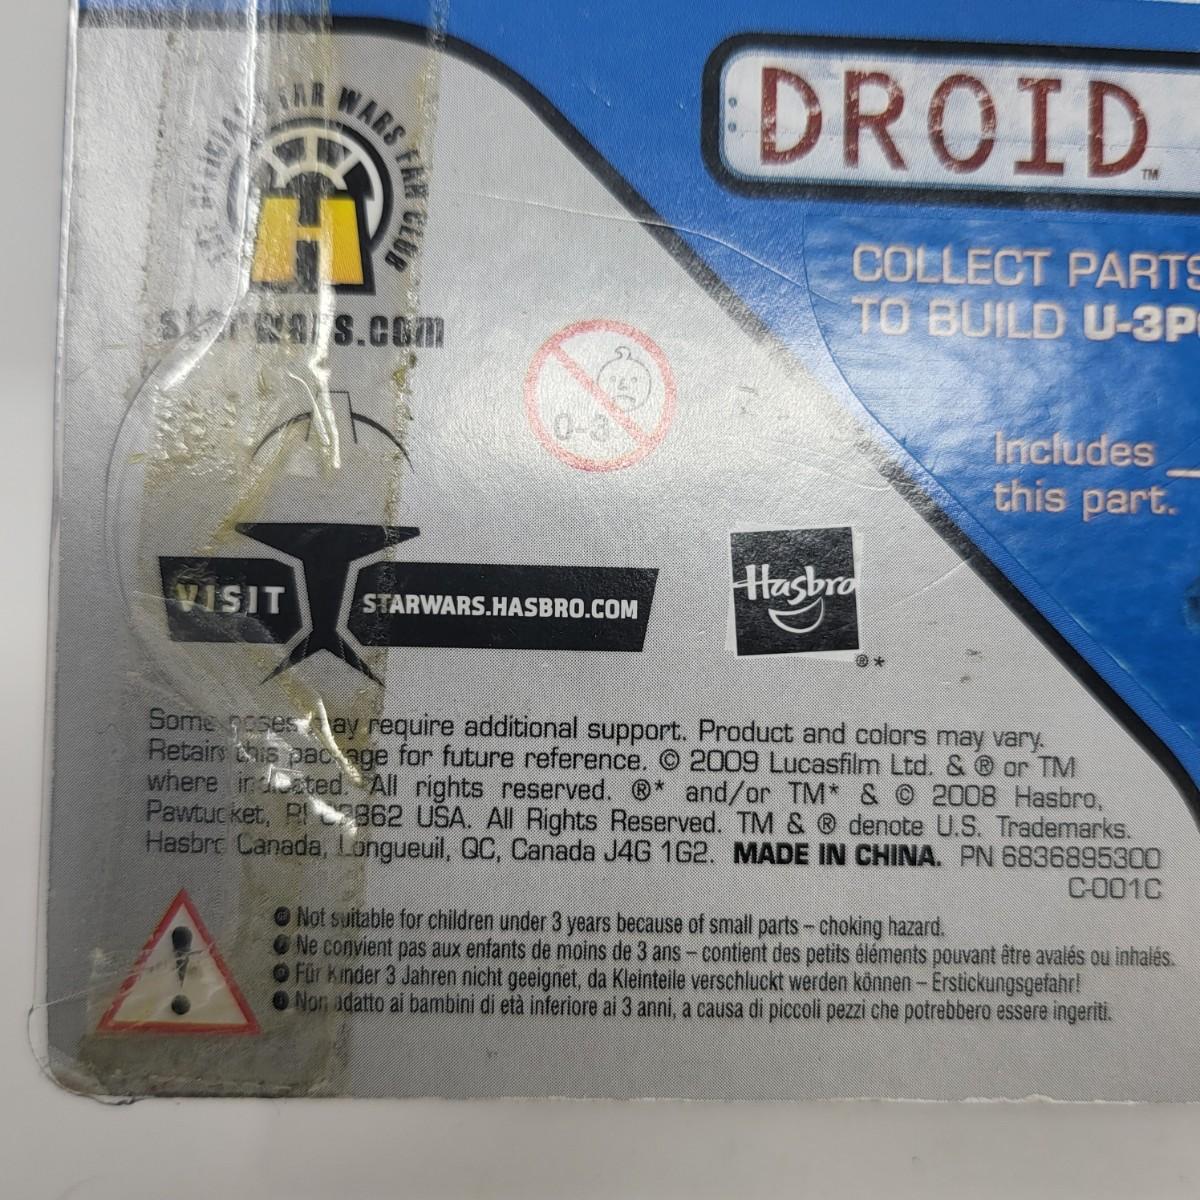 STAR WARS FAN CLUB
DROID™
starwars.com
COLLECT PARTS
TO BUILD U-3P
0-3
Includes
this part.
VISIT STARWARS.HASBRO.COM
Hasbro
®*
Some poses may require additional support. Product and colors may vary.
Retain this package for future reference. © 2009 Lucasfilm Ltd. & ® or TM
where indicated. All rights reserved. ®* and/or TM* & © 2008 Hasbro,
Pawtucket, RI 02862 USA. All Rights Reserved. TM & ® denote U.S. Trademarks.
Hasbro Canada, Longueuil, QC, Canada J4G 1G2. MADE IN CHINA. PN 6836895300
C-001C
Not suitable for children under 3 years because of small parts – choking hazard.
Ne convient pas aux enfants de moins de 3 ans – contient des petits éléments pouvant être avalés ou inhalés.
Für Kinder 3 Jahren nicht geeignet, da Kleinteile verschluckt werden können – Erstickungsgefahr!
Non adatto ai bambini di età inferiore ai 3 anni, a causa di piccoli pezzi che potrebbero essere ingeriti.